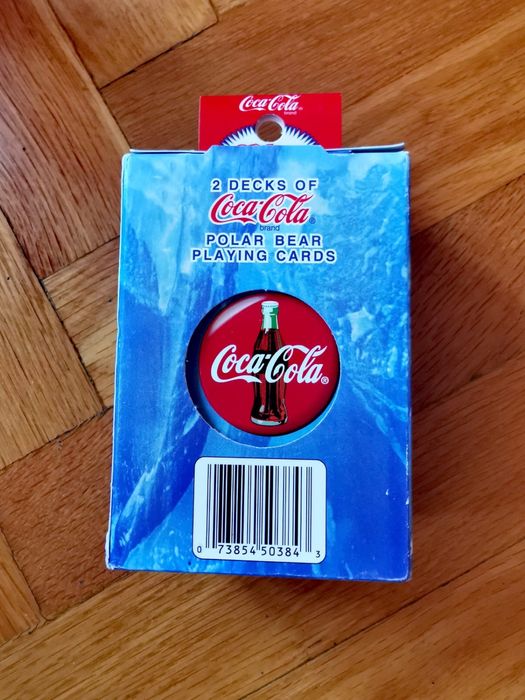 Coca-Cola
brand
2 DECKS OF
Coca-Cola®
brand
POLAR BEAR
PLAYING CARDS
Coca-Cola®
0 73854 50384 3